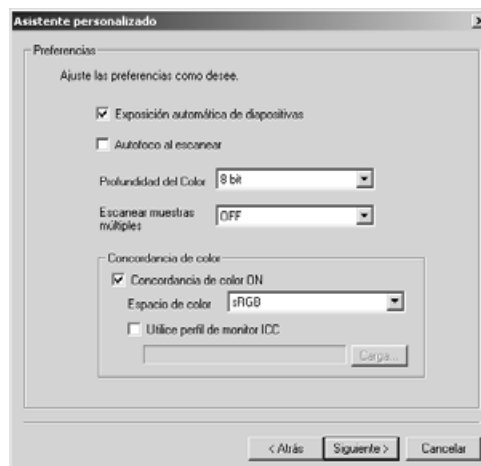 Asistente personalizado
Preferencias
Ajuste las preferencias como desee.
Exposición automática de diapositivas
Autofoco al escanear
Profundidad del Color 8 bit
Escanear muestras múltiples OFF
Concordancia de color
Concordancia de color ON
Espacio de color sRGB
Utilice perfil de monitor ICC
Carga...
< Atrás Siguiente > Cancelar